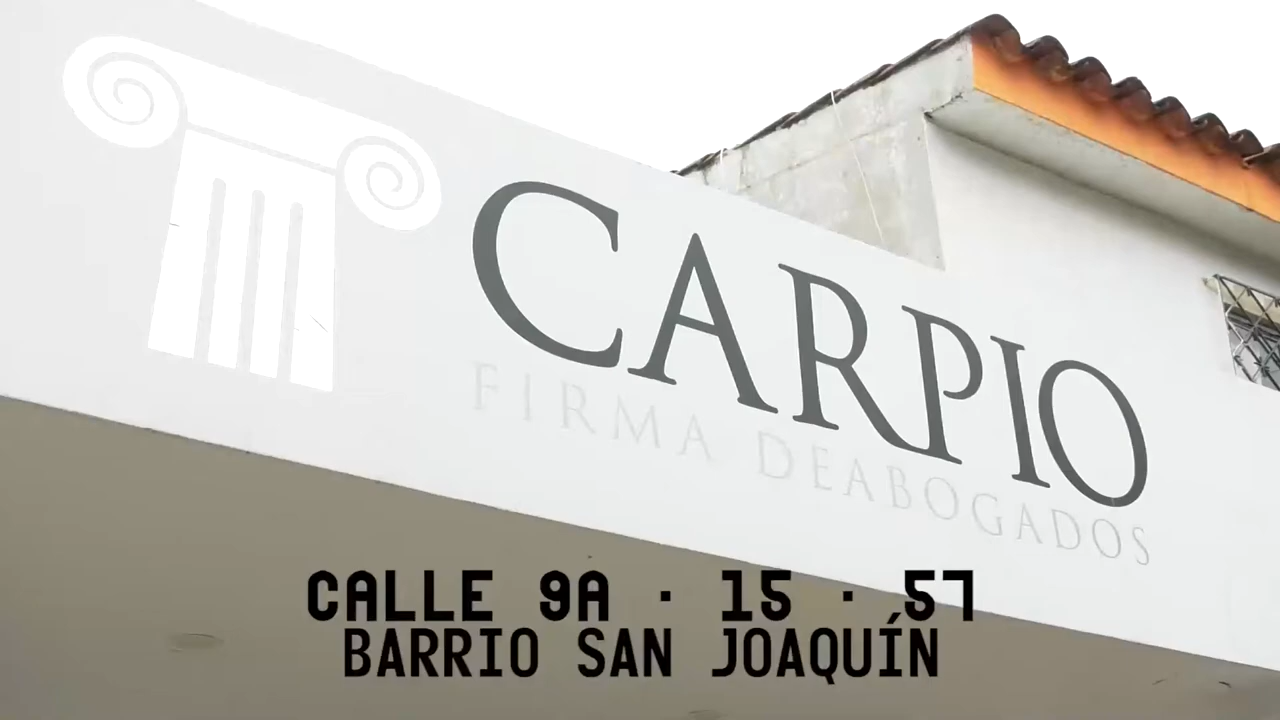 CARPIO
FIRMA DEABOGADOS
CALLE 9A · 15 · 57
BARRIO SAN JOAQUÍN